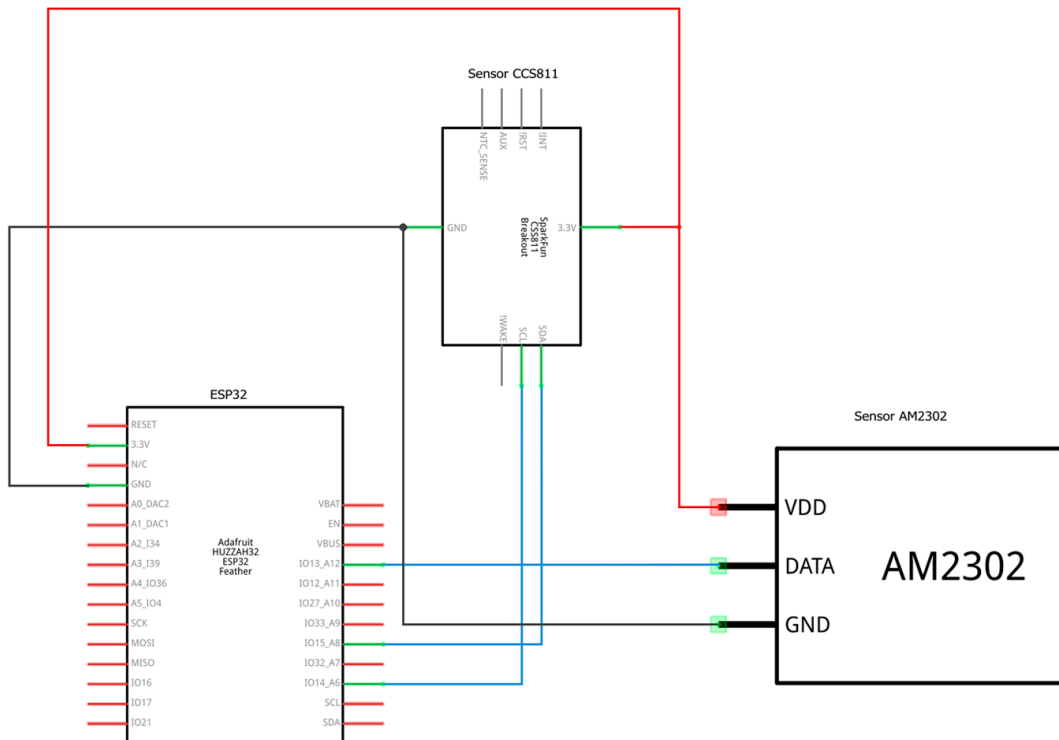 Sensor CCS811
NTC_SENSE
AUX
!RST
!INT
GND
SparkFun
CSS811
Breakout
3.3V
!WAKE
SCL
SDA
ESP32
RESET
3.3V
N/C
GND
A0_DAC2
A1_DAC1
A2_I34
A3_I39
A4_IO36
A5_IO4
SCK
MOSI
MISO
IO16
IO17
IO21
Adafruit
HUZZAH32
ESP32
Feather
VBAT
EN
VBUS
IO13_A12
IO12_A11
IO27_A10
IO33_A9
IO15_A8
IO32_A7
IO14_A6
SCL
SDA
Sensor AM2302
VDD
DATA
GND
AM2302